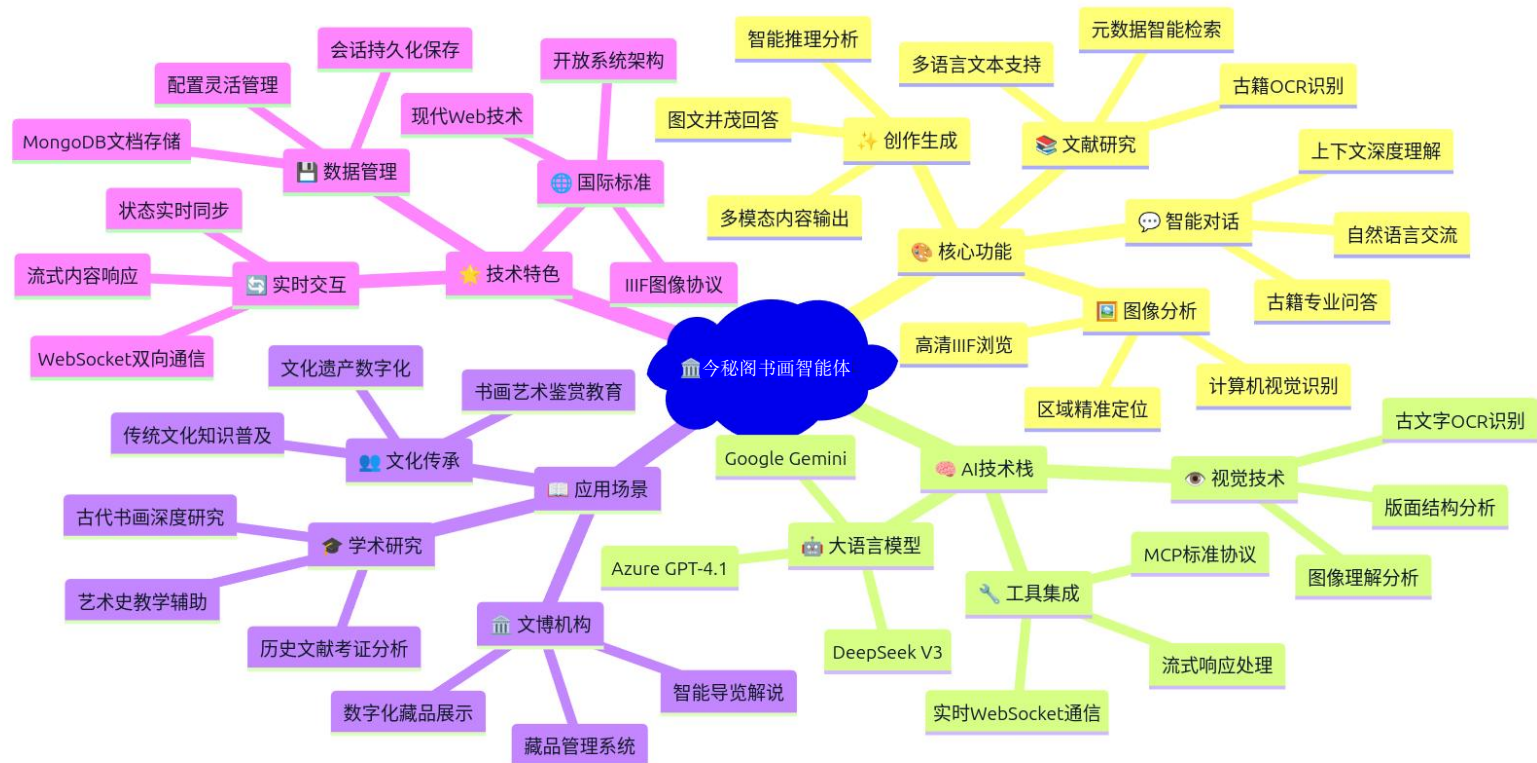 🏛️今秘阁书画智能体
🎨 核心功能
💬 智能对话
上下文深度理解
自然语言交流
古籍专业问答
🖼️ 图像分析
高清IIIF浏览
区域精准定位
计算机视觉识别
📚 文献研究
多语言文本支持
元数据智能检索
古籍OCR识别
✨ 创作生成
智能推理分析
图文并茂回答
多模态内容输出
🧠 AI技术栈
🤖 大语言模型
Google Gemini
Azure GPT-4.1
DeepSeek V3
👁️ 视觉技术
古文字OCR识别
版面结构分析
图像理解分析
🔧 工具集成
MCP标准协议
流式响应处理
实时WebSocket通信
📖 应用场景
🎓 学术研究
古代书画深度研究
艺术史教学辅助
历史文献考证分析
🏛️ 文博机构
数字化藏品展示
藏品管理系统
智能导览解说
👥 文化传承
文化遗产数字化
书画艺术鉴赏教育
传统文化知识普及
⭐ 技术特色
🌐 国际标准
开放系统架构
现代Web技术
IIIF图像协议
🔄 实时交互
状态实时同步
流式内容响应
WebSocket双向通信
💾 数据管理
会话持久化保存
配置灵活管理
MongoDB文档存储